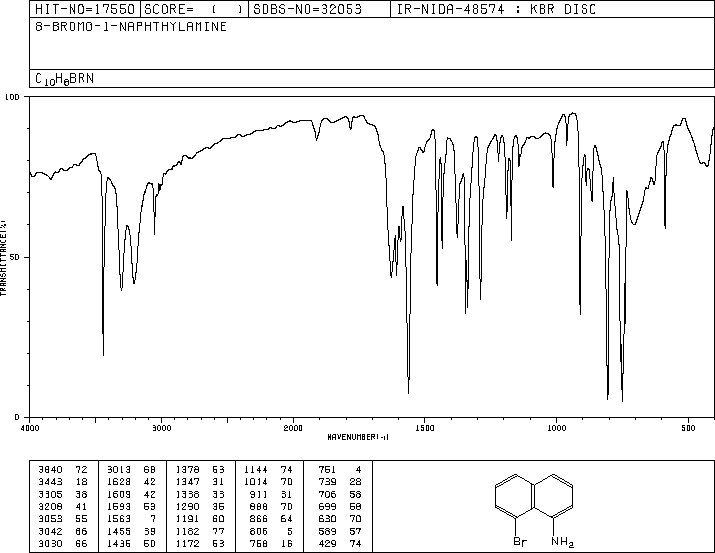 HIT-NO=17550 SCORE= ( ) SDBS-NO=32053 IR-NIDA-48574 : KBR DISC
8-BROMO-1-NAPHTHYLAMINE
C10H8BRN
100
50
0
TRANSMITTANCE(%)
4000 3000 2000 1500 1000 500
WAVENUMBER(-1)
3840 72 3013 68 1378 53 1144 74 751 4
3443 18 1628 42 1347 31 1014 70 739 28
3305 38 1609 42 1338 33 911 31 706 58
3208 41 1593 53 1290 35 888 70 699 58
3053 55 1563 7 1191 60 866 64 630 70
3042 66 1455 39 1182 77 806 5 589 57
3030 66 1436 50 1172 53 758 16 429 74
Br NH2